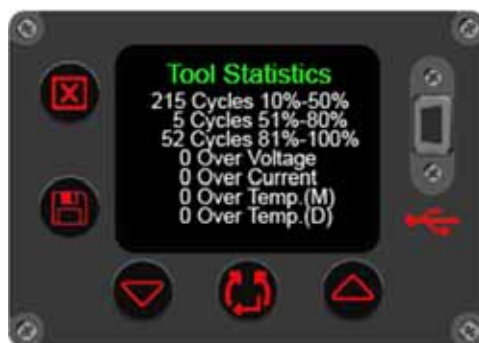 Tool Statistics
215 Cycles 10%-50%
5 Cycles 51%-80%
52 Cycles 81%-100%
0 Over Voltage
0 Over Current
0 Over Temp.(M)
0 Over Temp.(D)